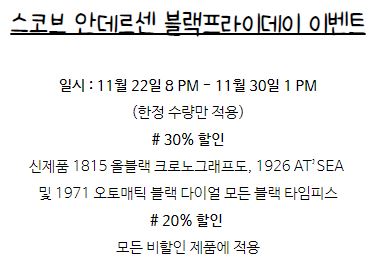 스코브 안데르센 블랙프라이데이 이벤트
일시 : 11월 22일 8 PM - 11월 30일 1 PM
(한정 수량만 적용)
# 30% 할인
신제품 1815 올블랙 크로노그래프도, 1926 AT'SEA
및 1971 오토매틱 블랙 다이얼 모든 블랙 타임피스
# 20% 할인
모든 비할인 제품에 적용